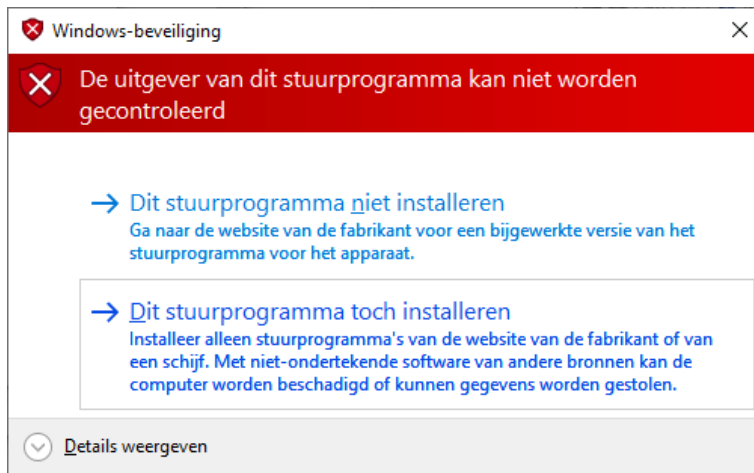 Windows-beveiliging
De uitgever van dit stuurprogramma kan niet worden
gecontroleerd
Dit stuurprogramma niet installeren
Ga naar de website van de fabrikant voor een bijgewerkte versie van het
stuurprogramma voor het apparaat.
Dit stuurprogramma toch installeren
Installeer alleen stuurprogramma's van de website van de fabrikant of van
een schijf. Met niet-ondertekende software van andere bronnen kan de
computer worden beschadigd of kunnen gegevens worden gestolen.
Details weergeven